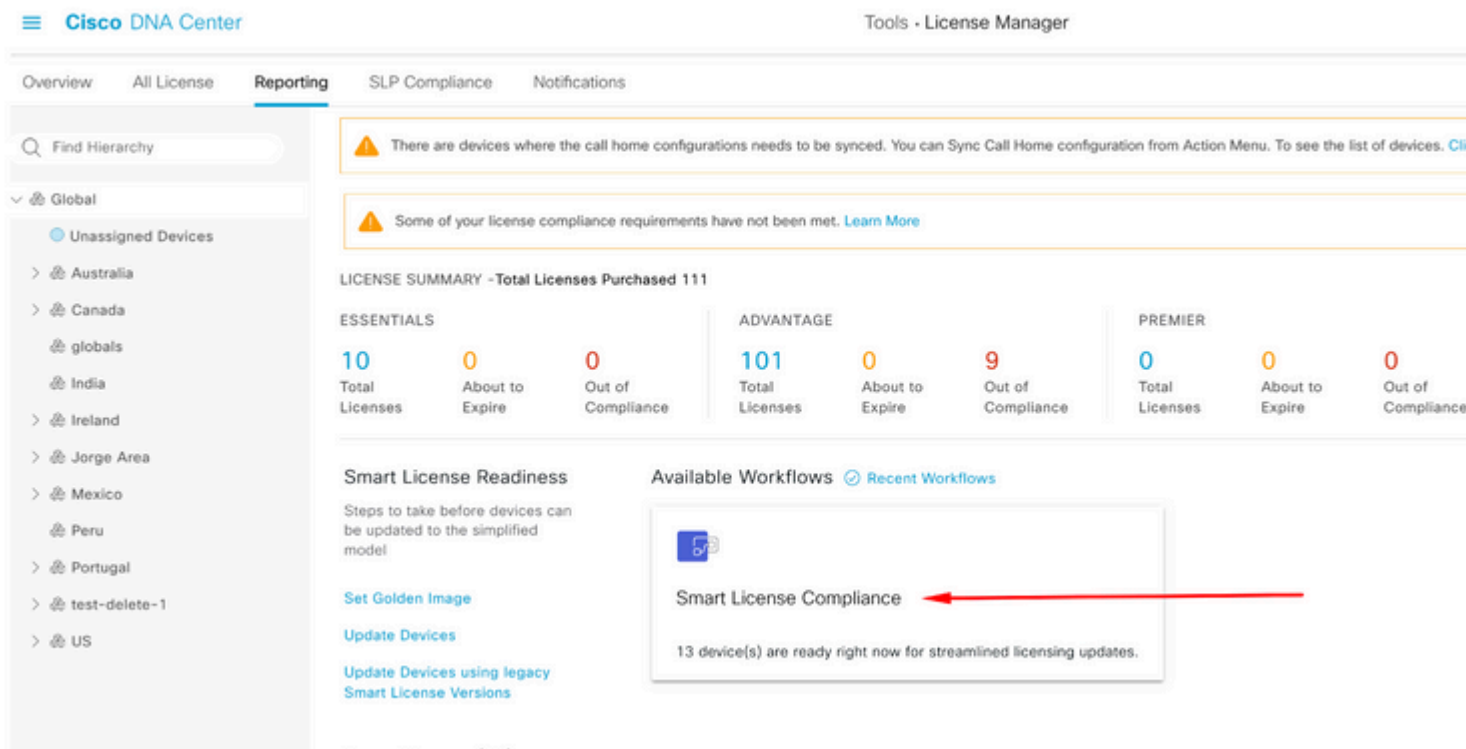 Cisco DNA Center
Tools • License Manager
Overview All License Reporting SLP Compliance Notifications
Find Hierarchy
Global
Unassigned Devices
Australia
Canada
globals
India
Ireland
Jorge Area
Mexico
Peru
Portugal
test-delete-1
US
There are devices where the call home configurations needs to be synced. You can Sync Call Home configuration from Action Menu. To see the list of devices.
Some of your license compliance requirements have not been met. Learn More
LICENSE SUMMARY -Total Licenses Purchased 111
ESSENTIALS
10 0 0
Total About to Out of
Licenses Expire Compliance
ADVANTAGE
101 0 9
Total About to Out of
Licenses Expire Compliance
PREMIER
0 0 0
Total About to Out of
Licenses Expire Compliance
Smart License Readiness
Steps to take before devices can
be updated to the simplified
model
Set Golden Image
Update Devices
Update Devices using legacy
Smart License Versions
Available Workflows Recent Workflows
Smart License Compliance
13 device(s) are ready right now for streamlined licensing updates.